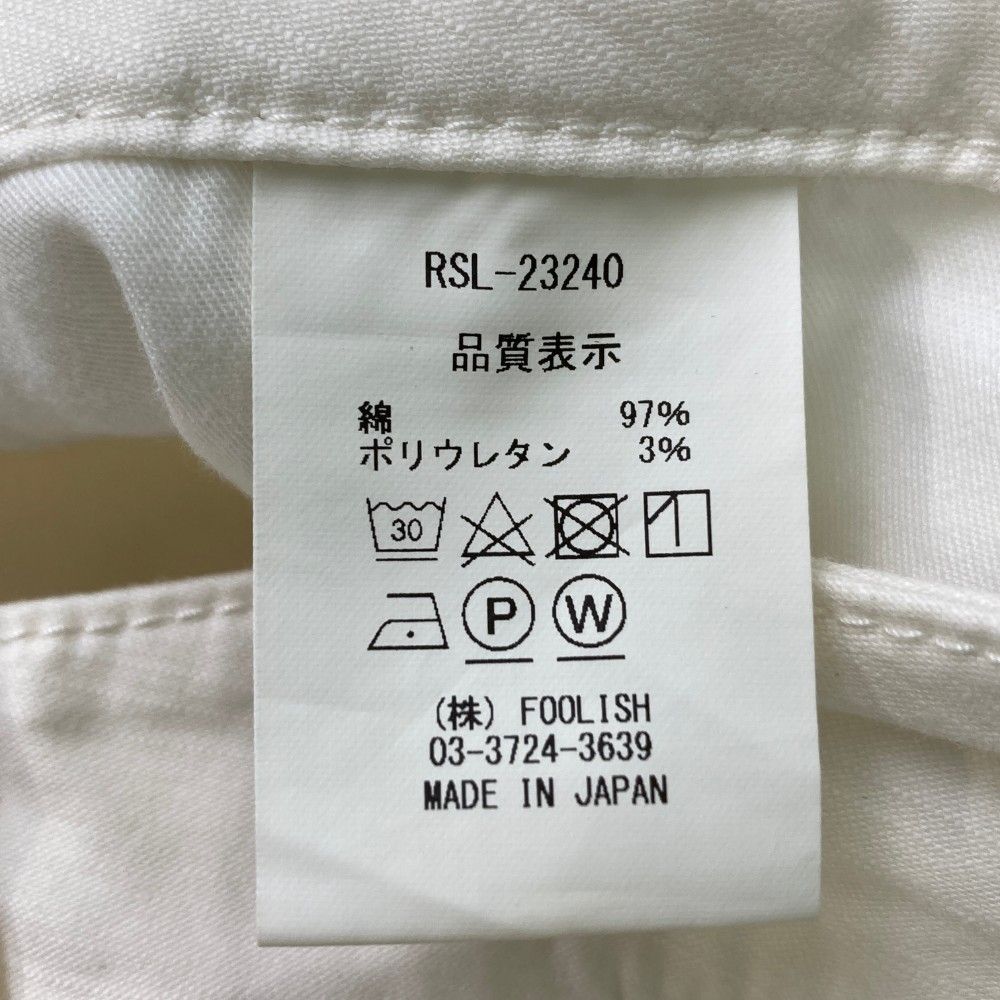 RSL-23240
品質表示
綿 97%
ポリウレタン 3%
30
P W
(株) FOOLISH
03-3724-3639
MADE IN JAPAN